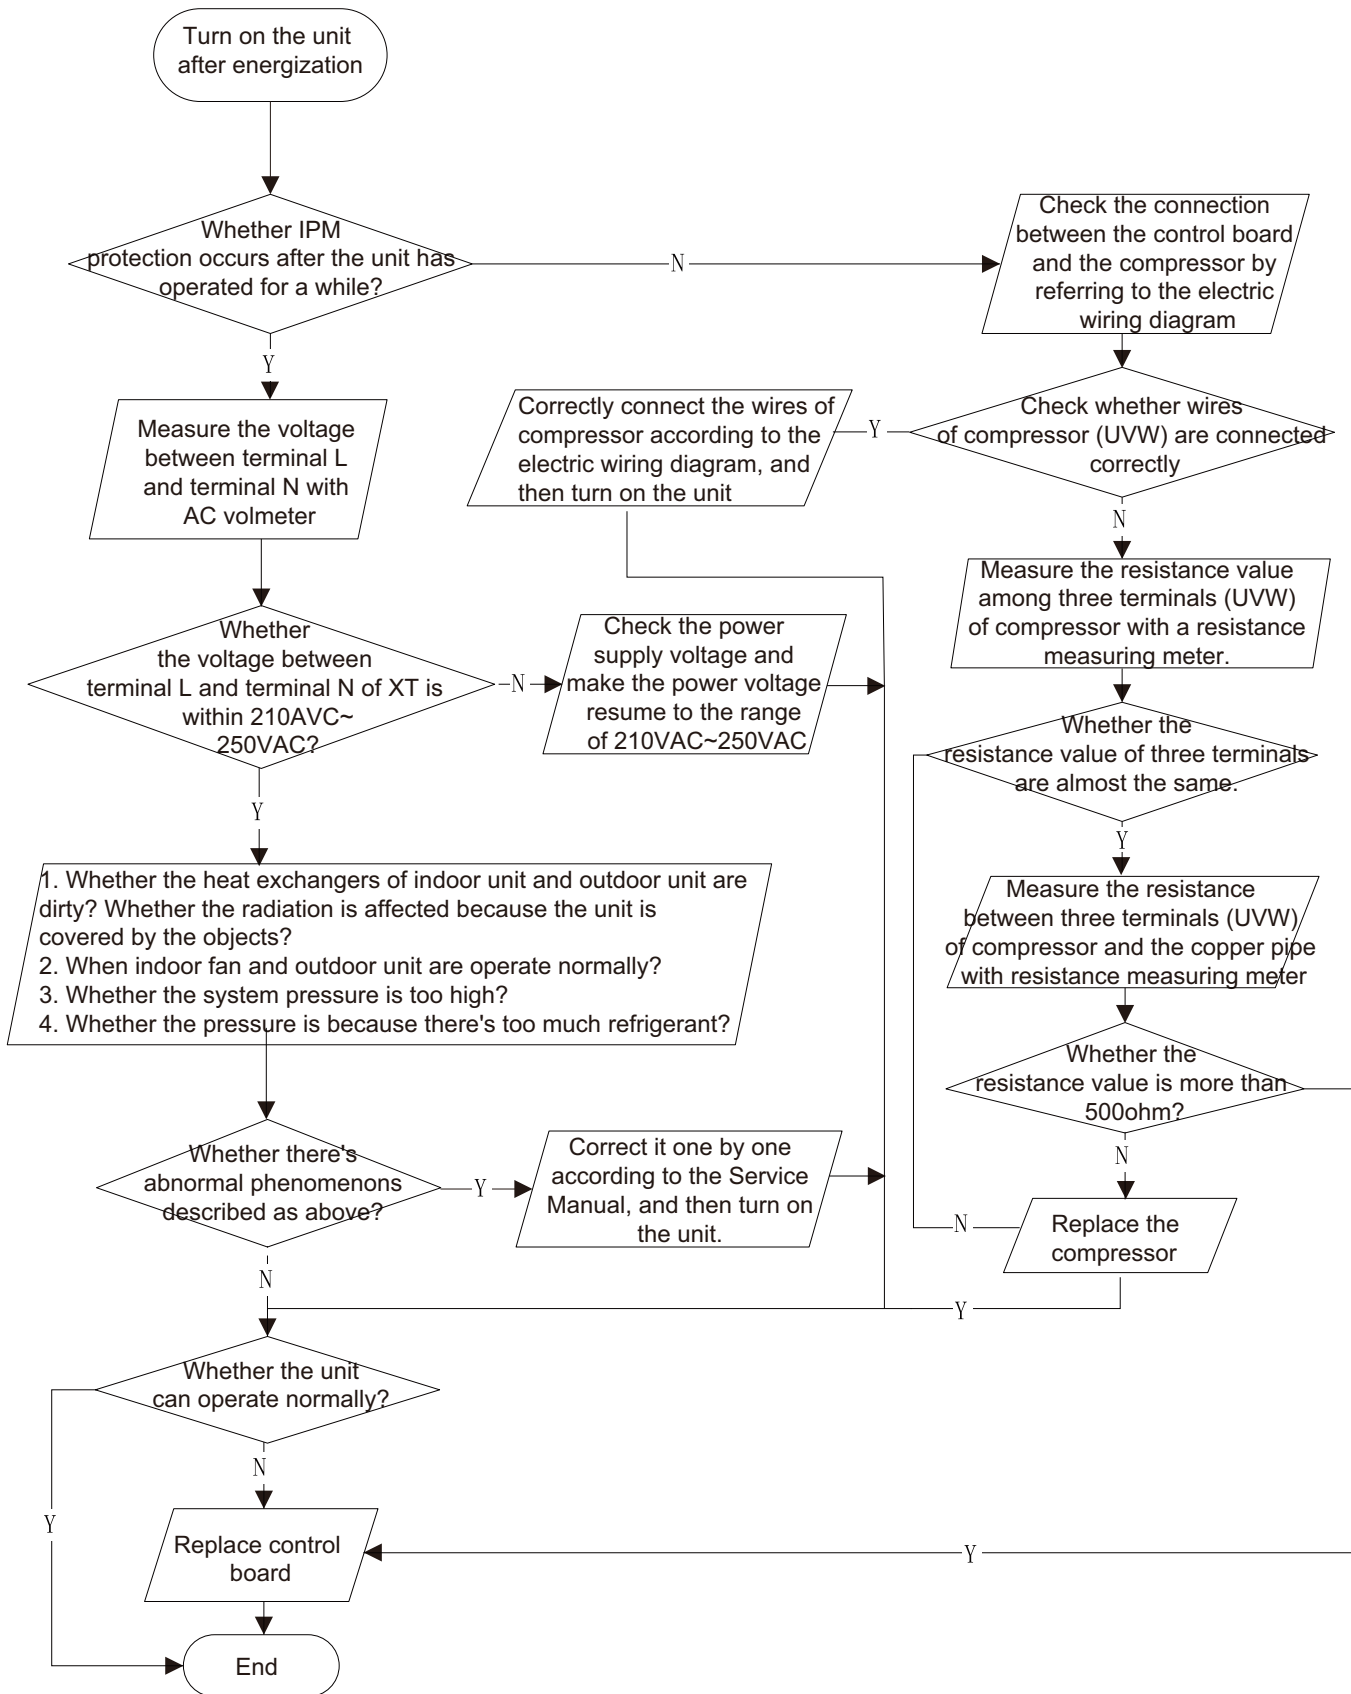 Turn on the unit
after energization
Whether IPM
protection occurs after the unit has
operated for a while?
N
Check the connection
between the control board
and the compressor by
referring to the electric
wiring diagram
Y
Measure the voltage
between terminal L
and terminal N with
AC volmeter
Correctly connect the wires of
compressor according to the
electric wiring diagram, and
then turn on the unit
Y
Check whether wires
of compressor (UVW) are connected
correctly
N
Measure the resistance value
among three terminals (UVW)
of compressor with a resistance
measuring meter.
Whether
the voltage between
terminal L and terminal N of XT is
within 210AVC~
250VAC?
N
Check the power
supply voltage and
make the power voltage
resume to the range
of 210VAC~250VAC
Whether the
resistance value of three terminals
are almost the same.
Y
Y
Measure the resistance
between three terminals (UVW)
of compressor and the copper pipe
with resistance measuring meter
1. Whether the heat exchangers of indoor unit and outdoor unit are
dirty? Whether the radiation is affected because the unit is
covered by the objects?
2. When indoor fan and outdoor unit are operate normally?
3. Whether the system pressure is too high?
4. Whether the pressure is because there's too much refrigerant?
Whether the
resistance value is more than
500ohm?
N
Whether there's
abnormal phenomenons
described as above?
Y
Correct it one by one
according to the Service
Manual, and then turn on
the unit.
N
Replace the
compressor
N
Y
Whether the unit
can operate normally?
N
Y
Replace control
board
Y
End